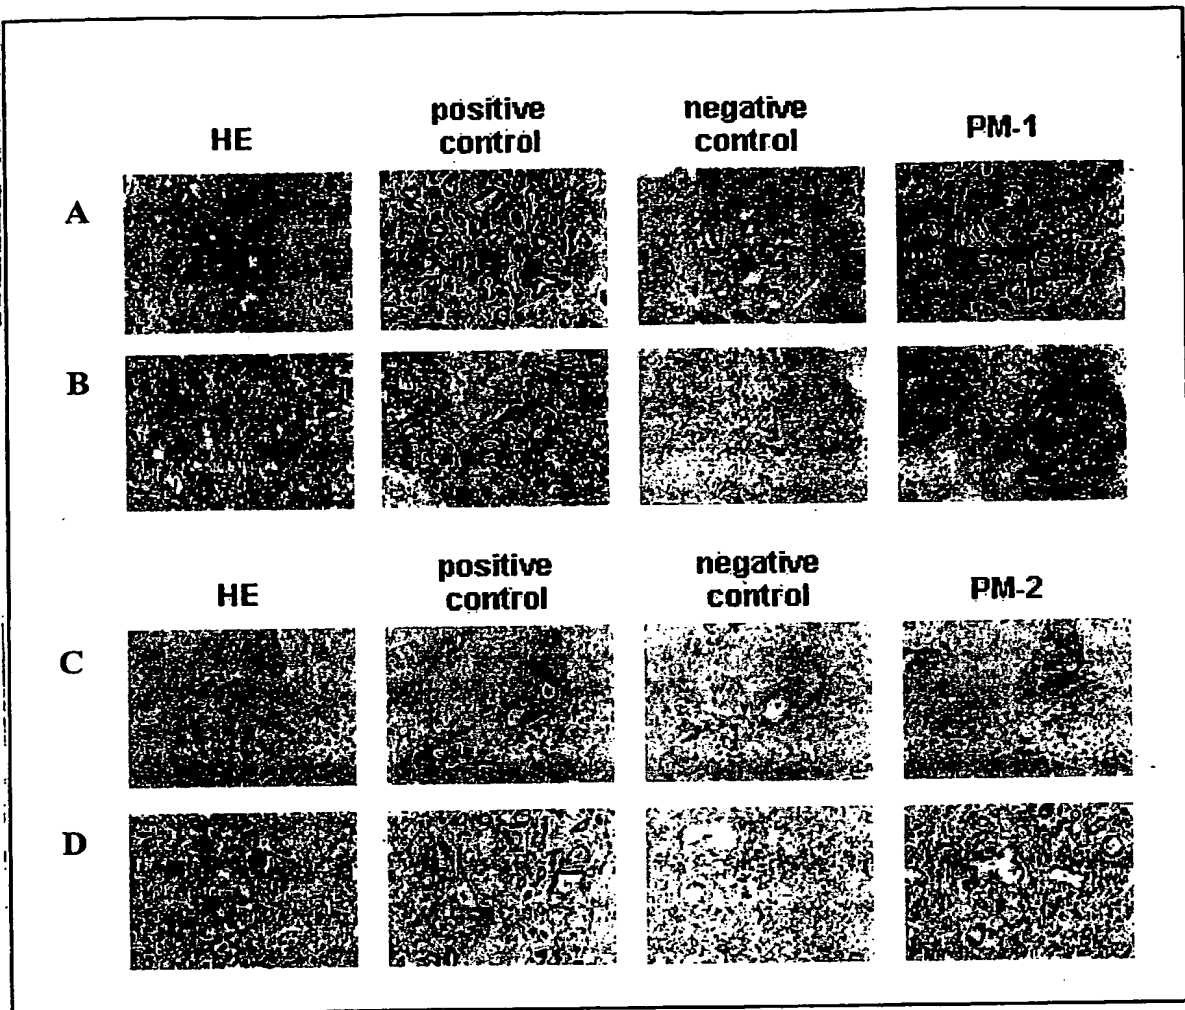 HE
positive
control
negative
control
PM-1
A
B
HE
positive
control
negative
control
PM-2
C
D